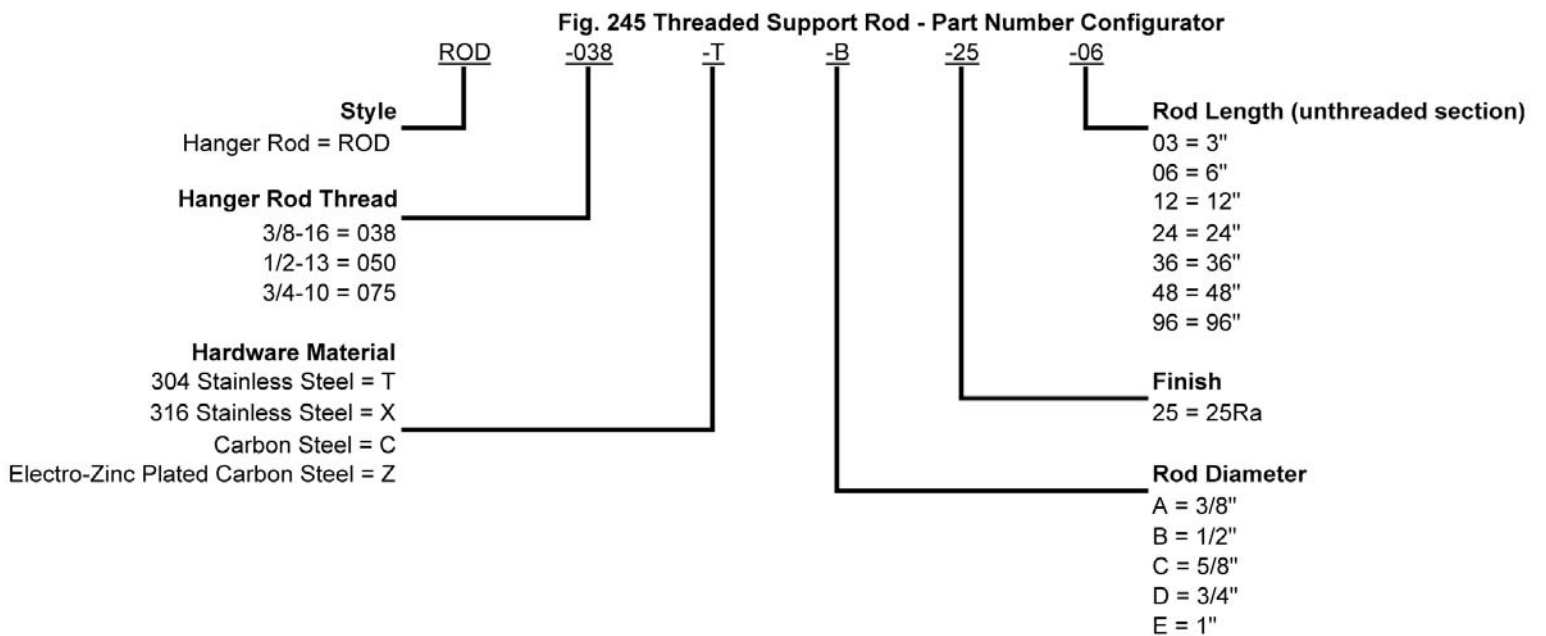 Fig. 245 Threaded Support Rod - Part Number Configurator
ROD -038 -T -B -25 -06
Style
Hanger Rod = ROD
Hanger Rod Thread
3/8-16 = 038
1/2-13 = 050
3/4-10 = 075
Hardware Material
304 Stainless Steel = T
316 Stainless Steel = X
Carbon Steel = C
Electro-Zinc Plated Carbon Steel = Z
Rod Length (unthreaded section)
03 = 3"
06 = 6"
12 = 12"
24 = 24"
36 = 36"
48 = 48"
96 = 96"
Finish
25 = 25Ra
Rod Diameter
A = 3/8"
B = 1/2"
C = 5/8"
D = 3/4"
E = 1"